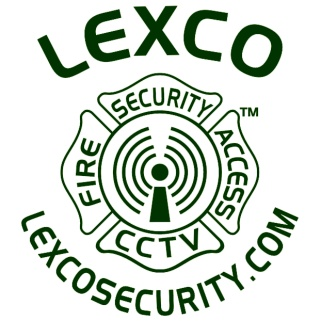 LEXCO
SECURITY
™
FIRE
ACCESS
CCTV
LEXCOSECURITY.COM